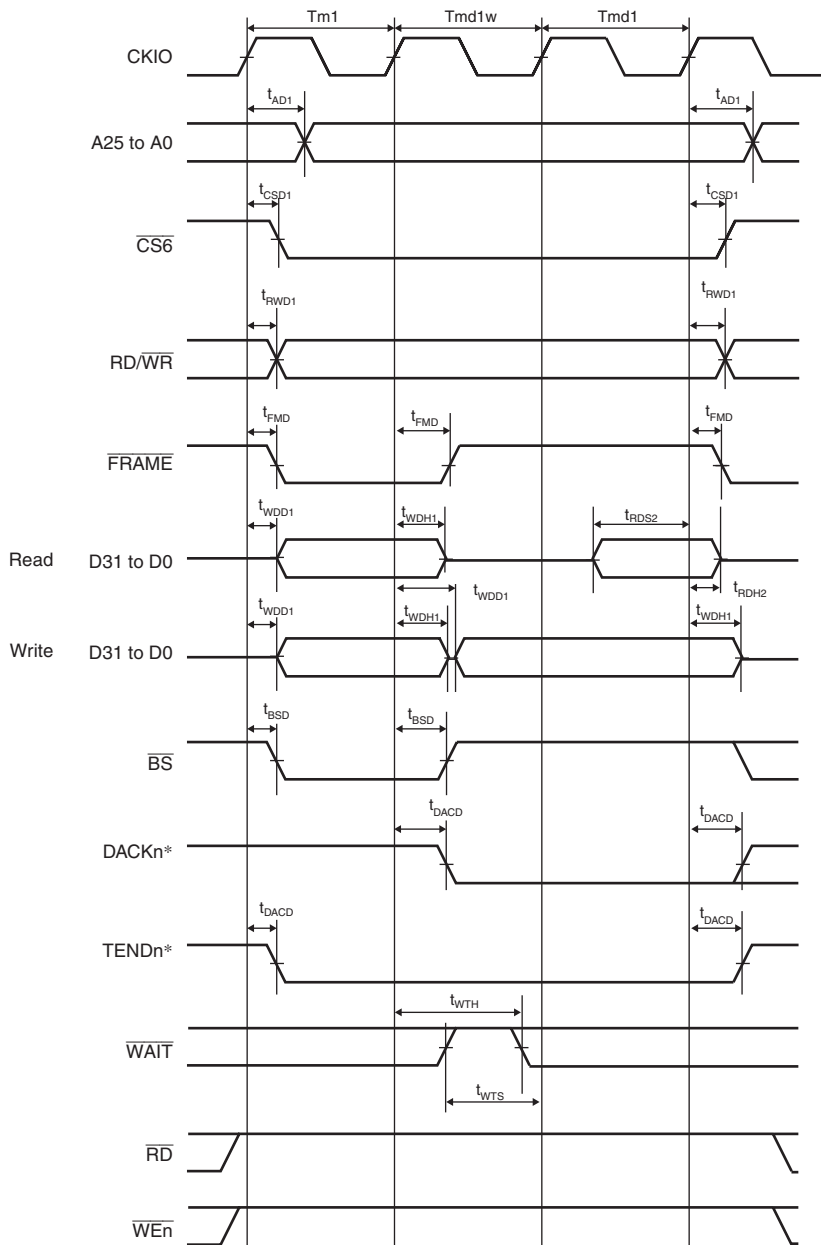 Tm1 Tmd1w Tmd1
CKIO
tAD1 tAD1
A25 to A0
tCSD1 tCSD1
CS6
tRWD1 tRWD1
RD/WR
tFMD tFMD tFMD
FRAME
tWDD1 tWDH1 tRDS2
Read D31 to D0
tWDD1 tRDH2
tWDD1 tWDH1 tWDH1
Write D31 to D0
tBSD tBSD
BS
tDACD tDACD
DACKn*
tDACD tDACD
TENDn*
tWTH
WAIT
tWTS
RD
WEn